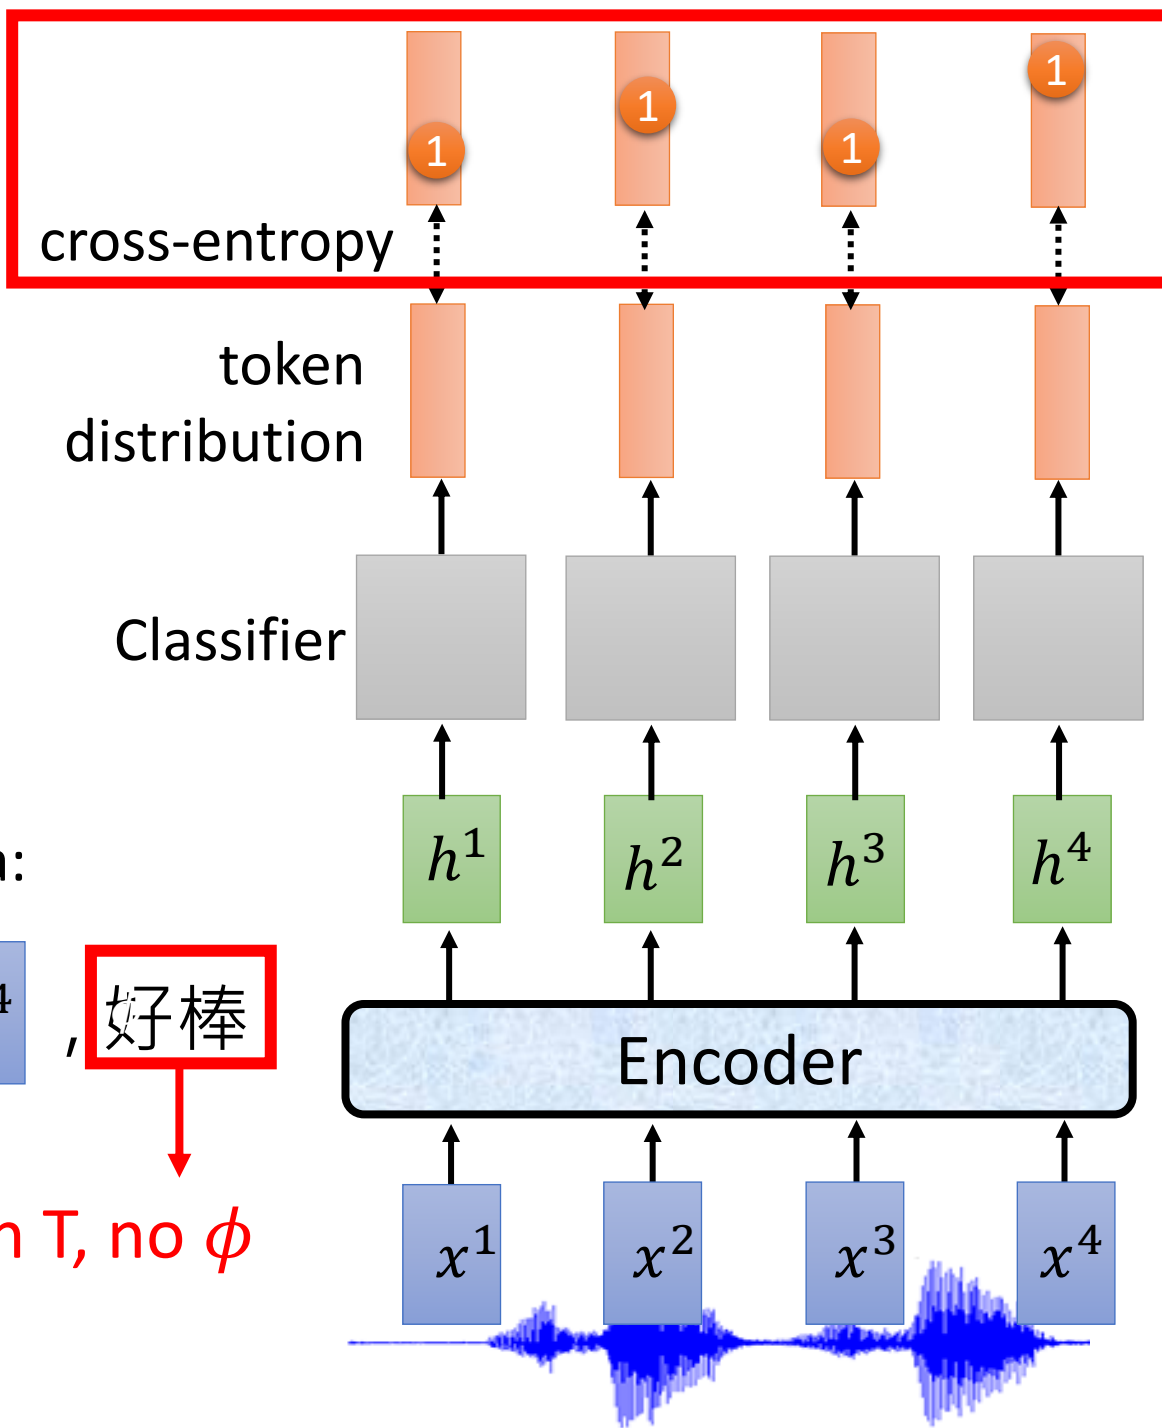 1 1 1 1
cross-entropy
token
distribution
Classifier
h¹ h² h³ h⁴
:
4 , 好棒
Encoder
T, no ϕ
x¹ x² x³ x⁴